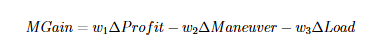 MGain = w₁ΔProfit − w₂ΔManeuver − w₃ΔLoad